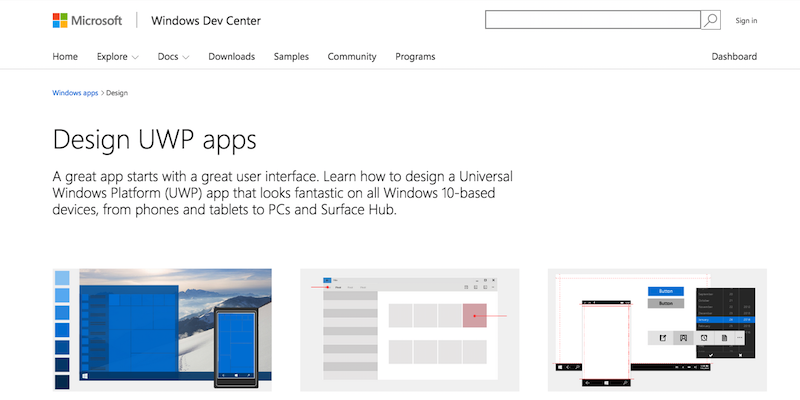 Microsoft Windows Dev Center
Sign in
Home Explore Docs Downloads Samples Community Programs Dashboard
Windows apps > Design
Design UWP apps
A great app starts with a great user interface. Learn how to design a Universal
Windows Platform (UWP) app that looks fantastic on all Windows 10-based
devices, from phones and tablets to PCs and Surface Hub.
Button
Button
January